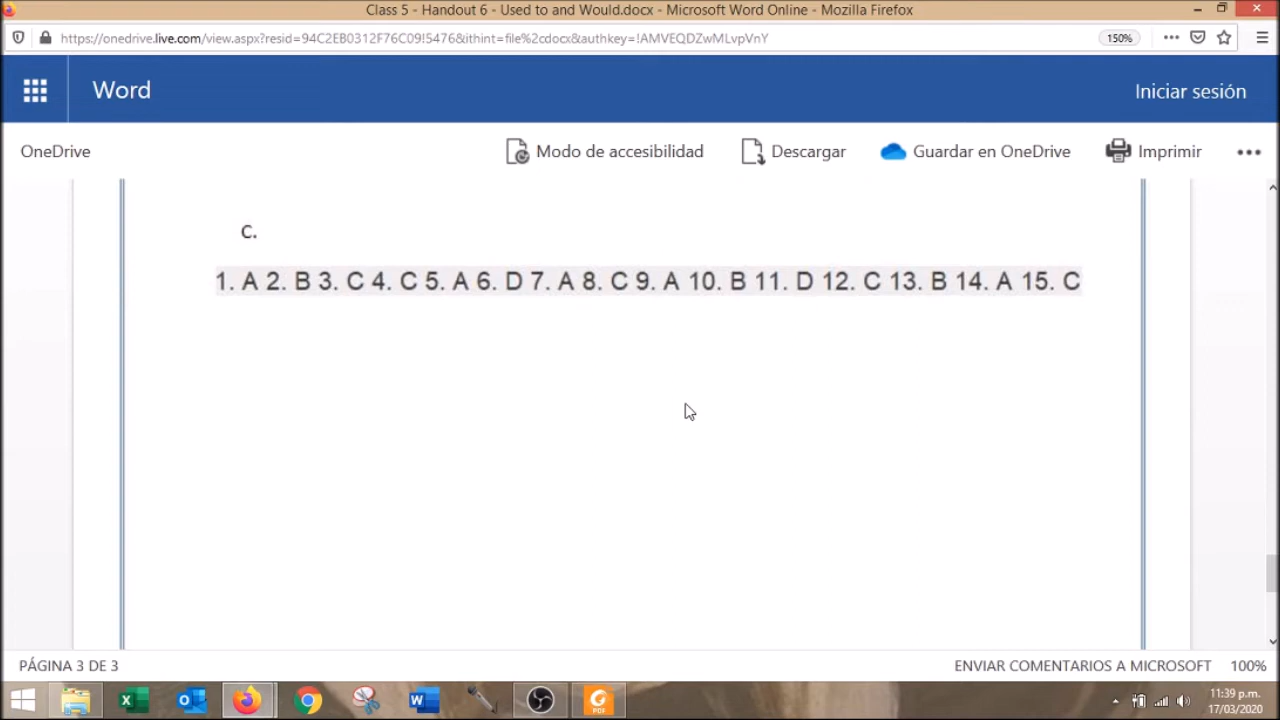 Class 5 - Handout 6 - Used to and Would.docx - Microsoft Word Online - Mozilla Firefox
https://onedrive.live.com/view.aspx?resid=94C2EB0312F76C09!5476&ithint=file%2cdocx&authkey=!AMVEQDZwMLvpVnY
150%
Word
Iniciar sesión
OneDrive
Modo de accesibilidad
Descargar
Guardar en OneDrive
Imprimir
C.
1. A 2. B 3. C 4. C 5. A 6. D 7. A 8. C 9. A 10. B 11. D 12. C 13. B 14. A 15. C
PÁGINA 3 DE 3
ENVIAR COMENTARIOS A MICROSOFT
100%
PDF
11:39 p.m.
17/03/2020